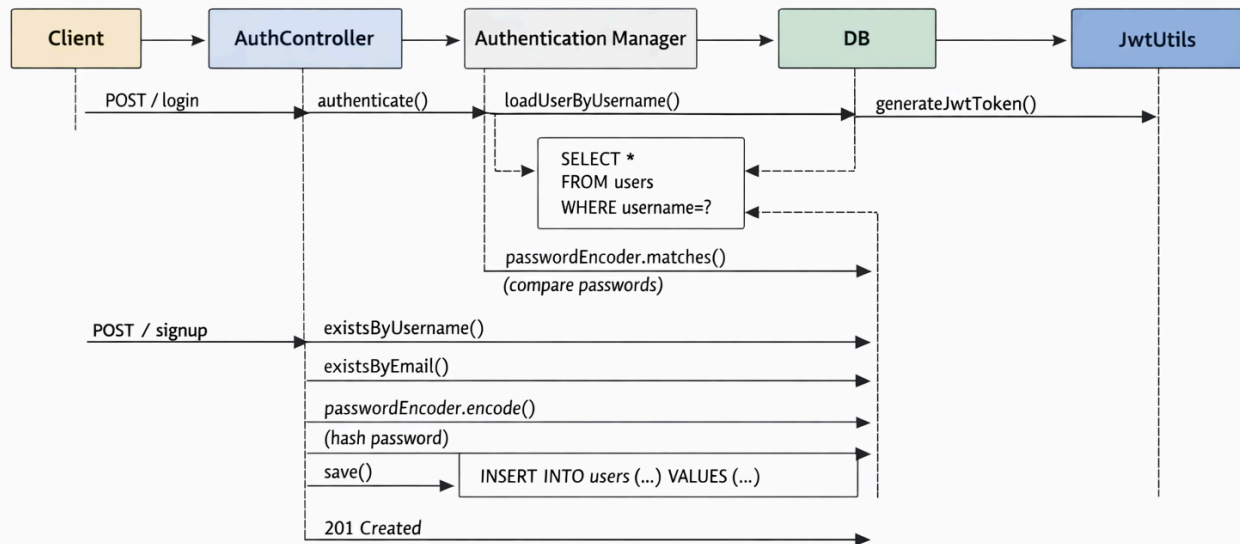 Client
AuthController
Authentication Manager
DB
JwtUtils
POST / login
authenticate()
loadUserByUsername()
generateJwtToken()
SELECT *
FROM users
WHERE username=?
passwordEncoder.matches()
(compare passwords)
POST / signup
existsByUsername()
existsByEmail()
passwordEncoder.encode()
(hash password)
save()
INSERT INTO users (...) VALUES (...)
201 Created